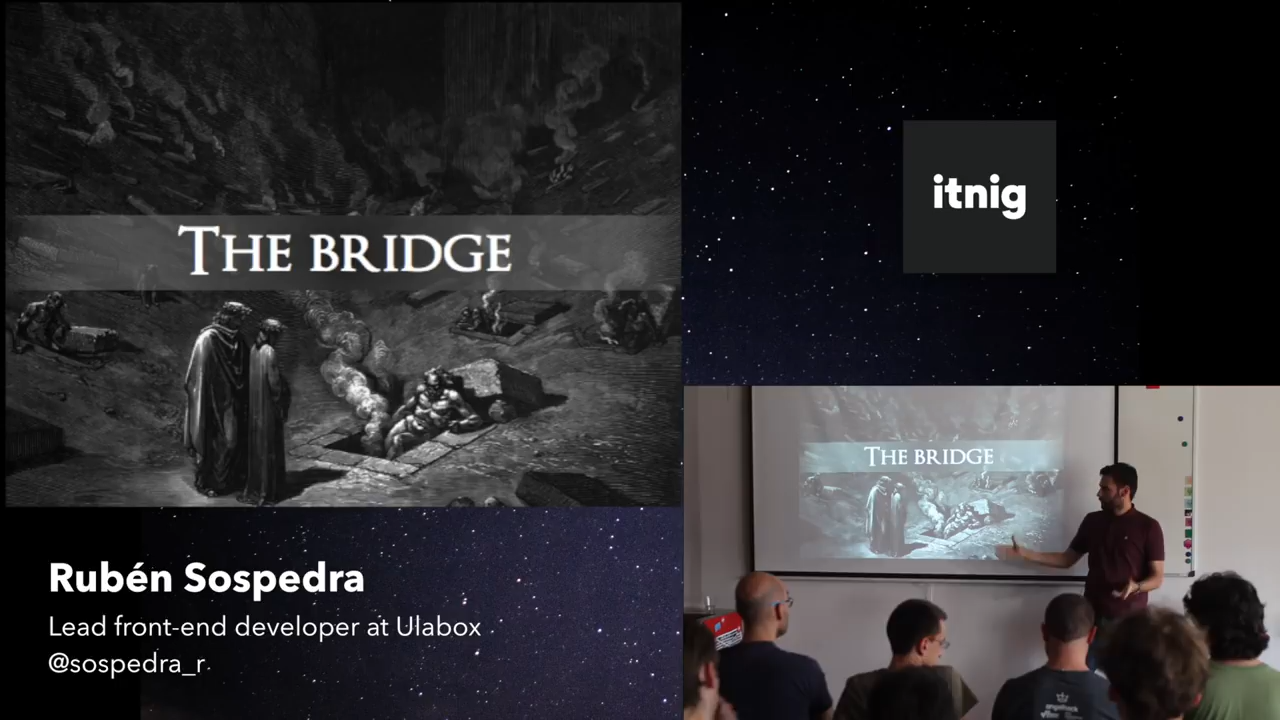 THE BRIDGE
itnig
THE BRIDGE
Rubén Sospedra
Lead front-end developer at Ulabox
@sospedra_r